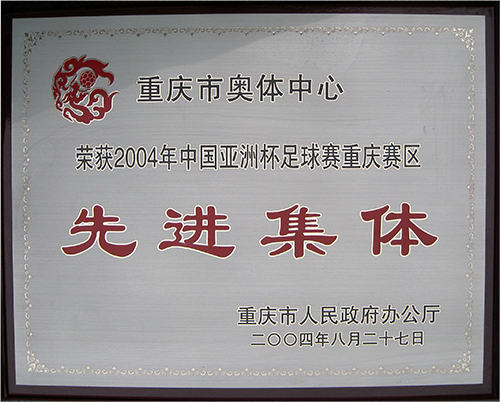 重庆市奥体中心
荣获2004年中国亚洲杯足球赛重庆赛区
先进集体
重庆市人民政府办公厅
二〇〇四年八月二十七日